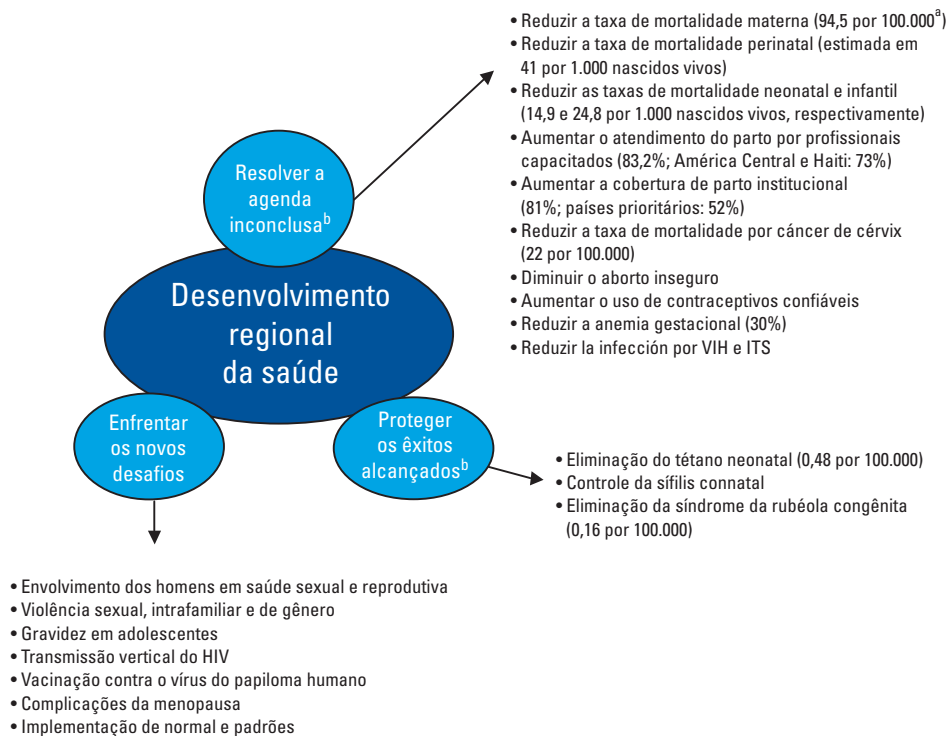 • Reduzir a taxa de mortalidade materna (94,5 por 100.000a)
• Reduzir a taxa de mortalidade perinatal (estimada em
41 por 1.000 nascidos vivos)
• Reduzir as taxas de mortalidade neonatal e infantil
(14,9 e 24,8 por 1.000 nascidos vivos, respectivamente)
• Aumentar o atendimento do parto por profissionais
capacitados (83,2%; América Central e Haiti: 73%)
• Aumentar a cobertura de parto institucional
(81%; países prioritários: 52%)
• Reduzir a taxa de mortalidade por cáncer de cérvix
(22 por 100.000)
• Diminuir o aborto inseguro
• Aumentar o uso de contraceptivos confiáveis
• Reduzir a anemia gestacional (30%)
• Reduzir la infección por VIH e ITS
Resolver a
agenda
inconclusab
Desenvolvimento
regional
da saúde
Enfrentar
os novos
desafios
Proteger
os êxitos
alcançadosb
• Eliminação do tétano neonatal (0,48 por 100.000)
• Controle da sífilis connatal
• Eliminação da síndrome da rubéola congênita
(0,16 por 100.000)
• Envolvimento dos homens em saúde sexual e reprodutiva
• Violência sexual, intrafamiliar e de gênero
• Gravidez em adolescentes
• Transmissão vertical do HIV
• Vacinação contra o vírus do papiloma humano
• Complicações da menopausa
• Implementação de normal e padrões